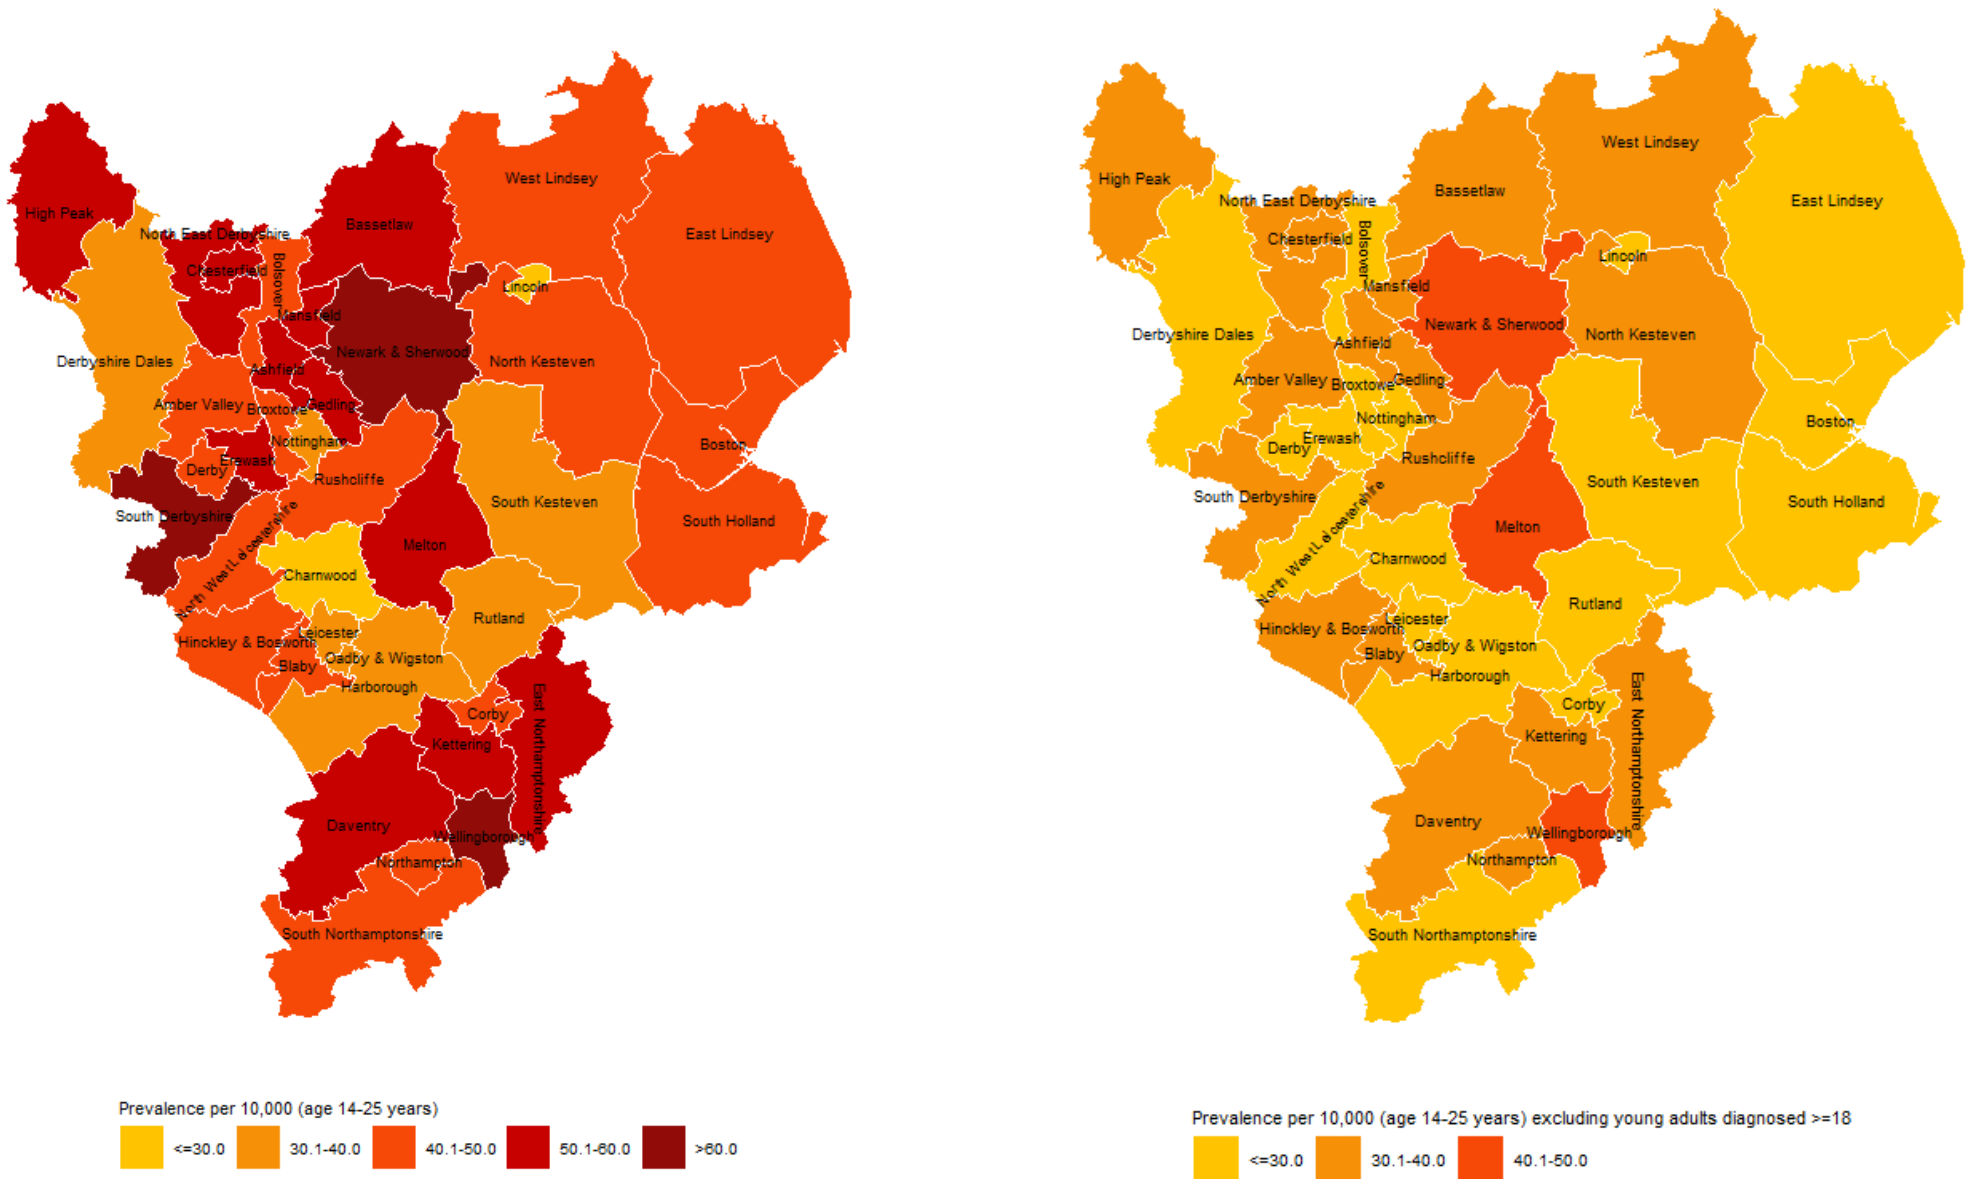 High Peak
North East Derbyshire
Chesterfield
Bolsover
Bassetlaw
West Lindsey
East Lindsey
Lincoln
Mansfield
Derbyshire Dales
Newark & Sherwood
North Kesteven
Ashfield
Amber Valley
Broxtowe
Gedling
Nottingham
Boston
Derby
Erewash
Rushcliffe
South Kesteven
South Holland
South Derbyshire
North West Leicestershire
Melton
Charnwood
Rutland
Leicester
Hinckley & Bosworth
Oadby & Wigston
Blaby
Harborough
Corby
East Northamptonshire
Kettering
Daventry
Wellingborough
Northampton
South Northamptonshire
Prevalence per 10,000 (age 14-25 years)
<=30.0 30.1-40.0 40.1-50.0 50.1-60.0 >60.0
West Lindsey
High Peak
North East Derbyshire
Bassetlaw
East Lindsey
Chesterfield
Bolsover
Lincoln
Mansfield
Derbyshire Dales
Newark & Sherwood
North Kesteven
Ashfield
Amber Valley
Broxtowe
Gedling
Nottingham
Boston
Derby
Erewash
Rushcliffe
South Kesteven
South Derbyshire
South Holland
North West Leicestershire
Melton
Charnwood
Rutland
Leicester
Hinckley & Bosworth
Oadby & Wigston
Blaby
Harborough
Corby
East Northamptonshire
Kettering
Daventry
Wellingborough
Northampton
South Northamptonshire
Prevalence per 10,000 (age 14-25 years) excluding young adults diagnosed >=18
<=30.0 30.1-40.0 40.1-50.0